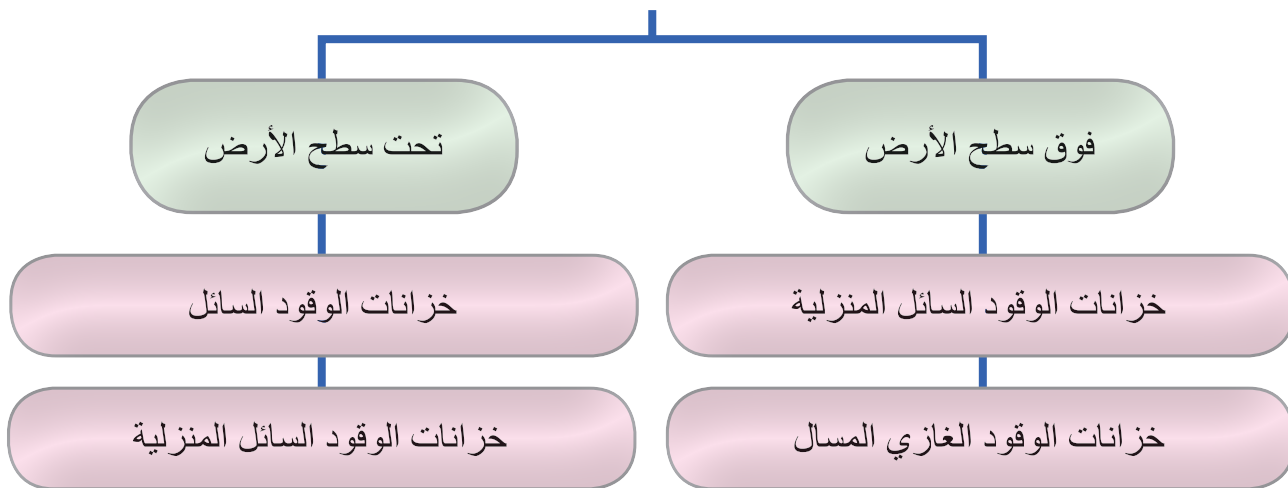 فوق سطح الأرض
تحت سطح الأرض
خزانات الوقود السائل المنزلية
خزانات الوقود السائل
خزانات الوقود الغازي المسال
خزانات الوقود السائل المنزلية